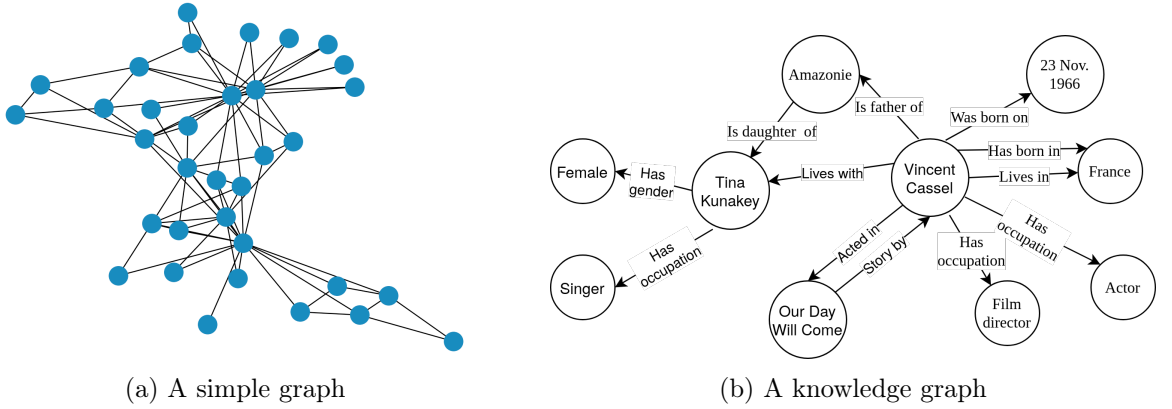 Amazonie
23 Nov.
1966
Is father of
Was born on
Is daughter of
Has born in
Female
Has
gender
Tina
Kunakey
Lives with
Vincent
Cassel
Lives in
France
Has
occupation
Acted in
Story by
Has
occupation
Has
occupation
Singer
Our Day
Will Come
Film
director
Actor
(a) A simple graph
(b) A knowledge graph